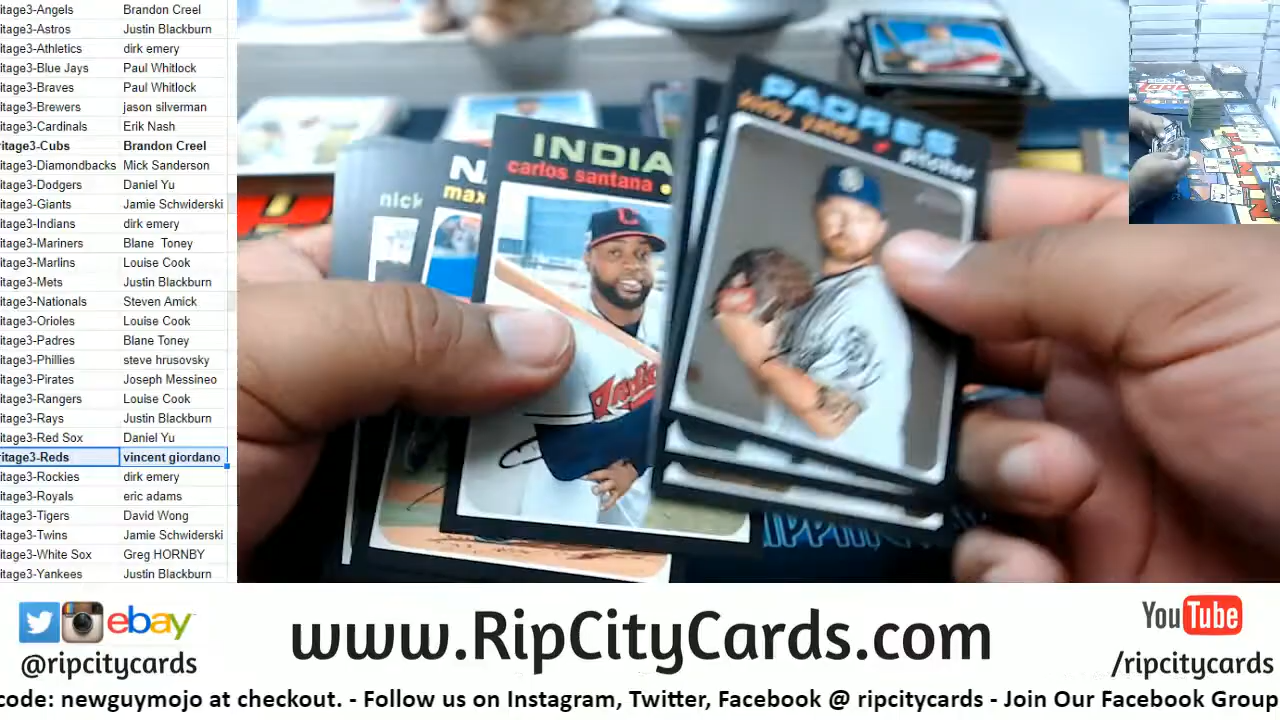 itage3-Angels Brandon Creel
itage3-Astros Justin Blackburn
itage3-Athletics dirk emery
itage3-Blue Jays Paul Whitlock
itage3-Braves Paul Whitlock
itage3-Brewers jason silverman
itage3-Cardinals Erik Nash
itage3-Cubs Brandon Creel
itage3-Diamondbacks Mick Sanderson
itage3-Dodgers Daniel Yu
itage3-Giants Jamie Schwiderski
itage3-Indians dirk emery
itage3-Mariners Blane Toney
itage3-Marlins Louise Cook
itage3-Mets Justin Blackburn
itage3-Nationals Steven Amick
itage3-Orioles Louise Cook
itage3-Padres Blane Toney
itage3-Phillies steve hrusovsky
itage3-Pirates Joseph Messineo
itage3-Rangers Louise Cook
itage3-Rays Justin Blackburn
itage3-Red Sox Daniel Yu
itage3-Reds vincent giordano
itage3-Rockies dirk emery
itage3-Royals eric adams
itage3-Tigers David Wong
itage3-Twins Jamie Schwiderski
itage3-White Sox Greg HORNBY
itage3-Yankees Justin Blackburn
PADRES
kirby yates pitcher
INDIA
carlos santana
N
max
nick
ebay
@ripcitycards
www.RipCityCards.com
YouTube
/ripcitycards
code: newguymojo at checkout. - Follow us on Instagram, Twitter, Facebook @ ripcitycards - Join Our Facebook Group